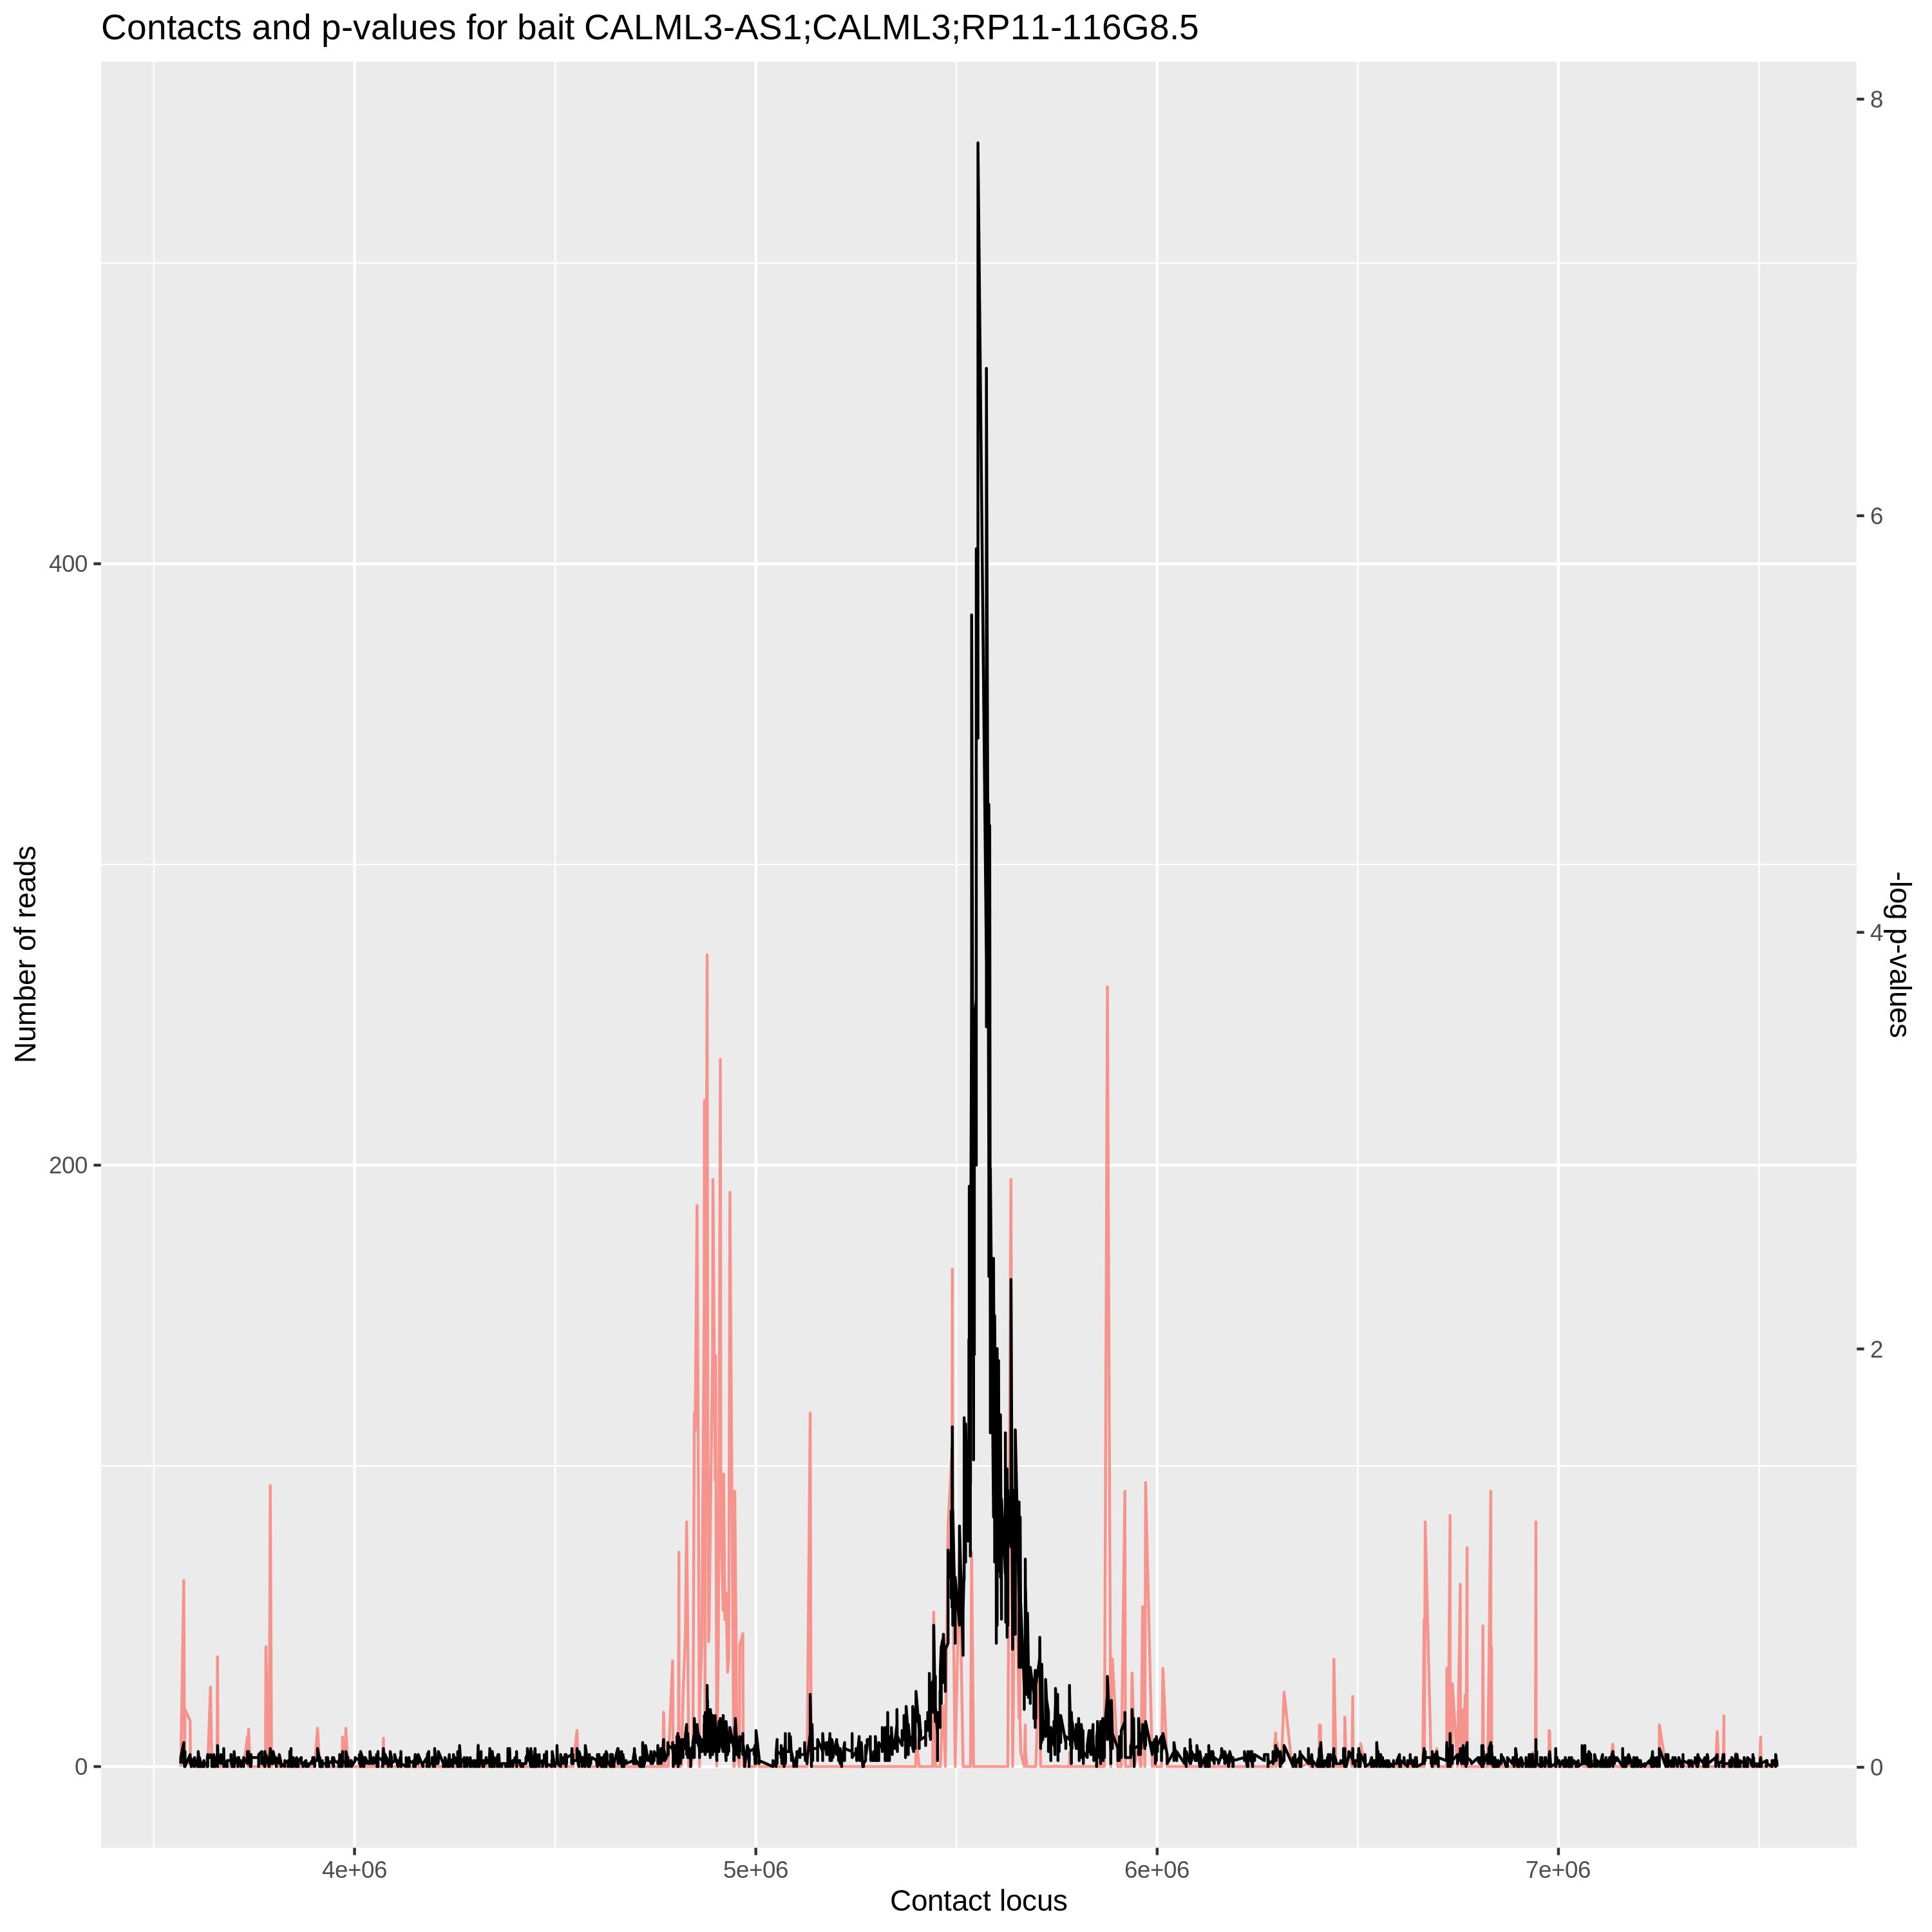 Contacts and p-values for bait CALML3-AS1;CALML3;RP11-116G8.5
8
6
400
Number of reads
4
-log p-values
200
2
0
0
4e+06
5e+06
6e+06
7e+06
Contact locus